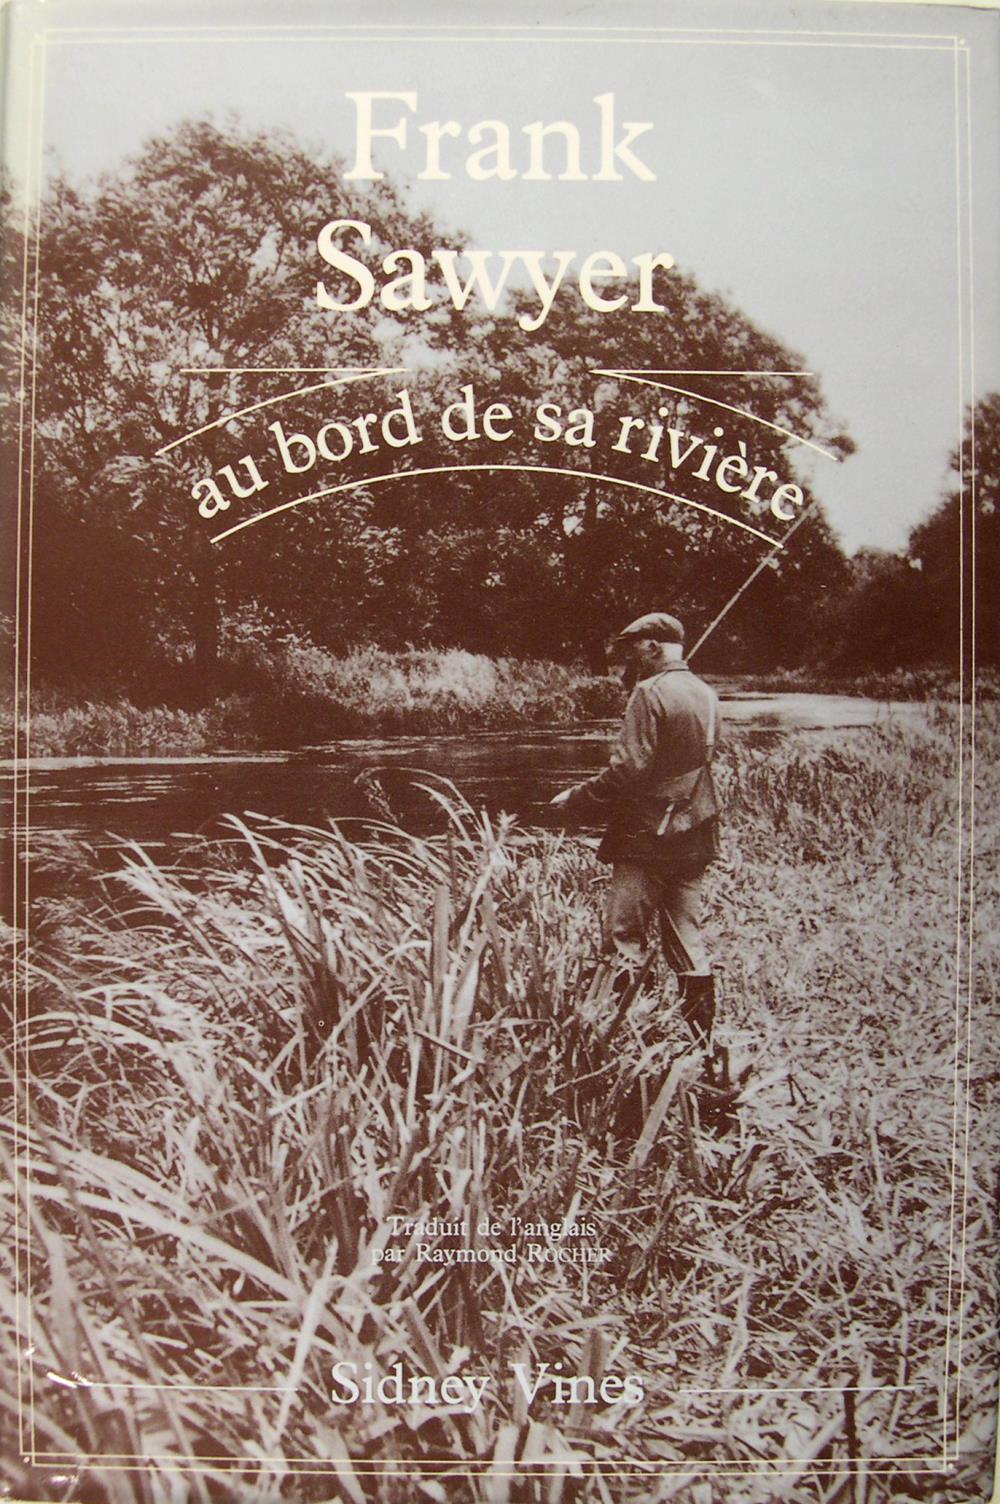 Frank
Sawyer
au bord de sa rivière
Traduit de l'anglais
par Raymond ROCHER
Sidney Vines